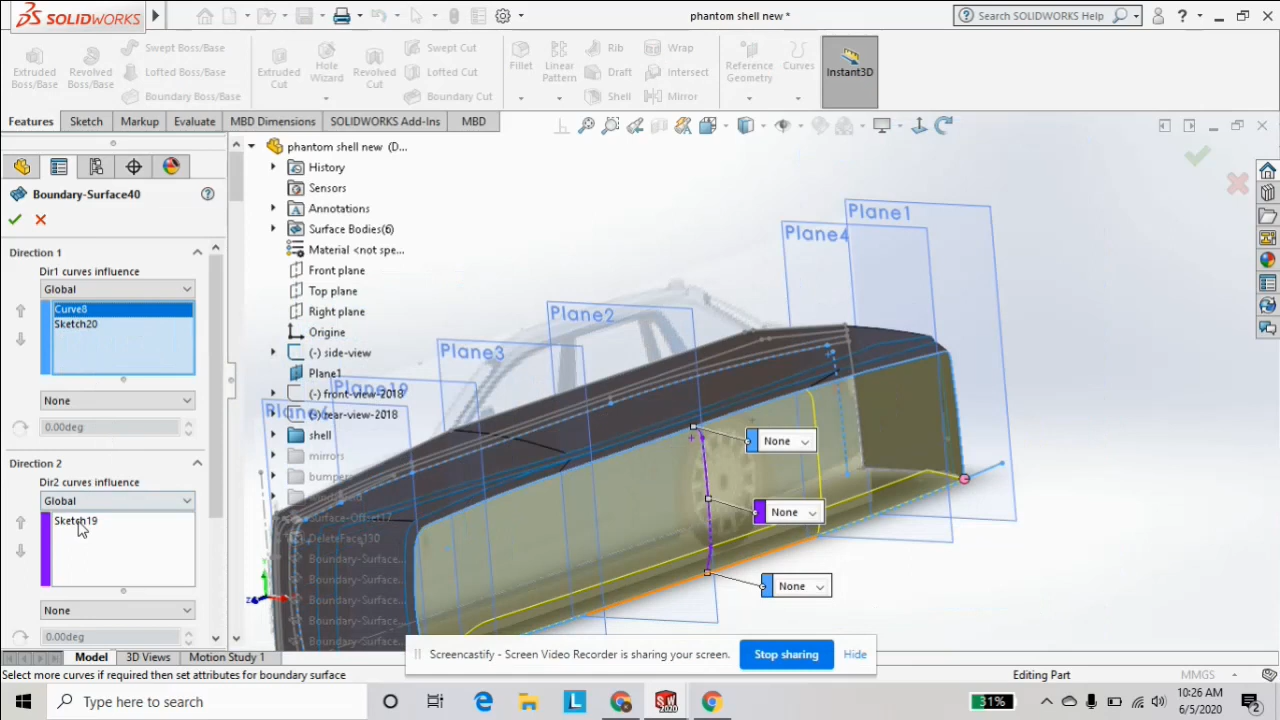 SOLIDWORKS
phantom shell new *
Search SOLIDWORKS Help
Extruded Boss/Base
Revolved Boss/Base
Swept Boss/Base
Lofted Boss/Base
Boundary Boss/Base
Extruded Cut
Hole Wizard
Revolved Cut
Swept Cut
Lofted Cut
Boundary Cut
Fillet
Linear Pattern
Rib
Draft
Shell
Wrap
Intersect
Mirror
Reference Geometry
Curves
Instant3D
Features
Sketch
Markup
Evaluate
MBD Dimensions
SOLIDWORKS Add-Ins
MBD
Boundary-Surface40
Direction 1
Dir1 curves influence
Global
Curve8
Sketch20
None
0.00deg
Direction 2
Dir2 curves influence
Global
Sketch19
None
0.00deg
phantom shell new (D...
History
Sensors
Annotations
Surface Bodies(6)
Material <not spe...
Front plane
Top plane
Right plane
Origine
(-) side-view
Plane1
(-) front-view-2018
(-) rear-view-2018
shell
mirrors
Surface-Offset17
DeleteFace130
Boundary-Surface...
Boundary-Surface...
Boundary-Surface...
Boundary-Surface...
Boundary-Surface...
Plane1
Plane4
Plane2
Plane3
None
None
None
z
Screencastify - Screen Video Recorder is sharing your screen.
Stop sharing
Hide
Model
3D Views
Motion Study 1
Select more curves if required then set attributes for boundary surface
Editing Part
MMGS
Type here to search
L
SW
2020
31%
10:26 AM
6/5/2020
2